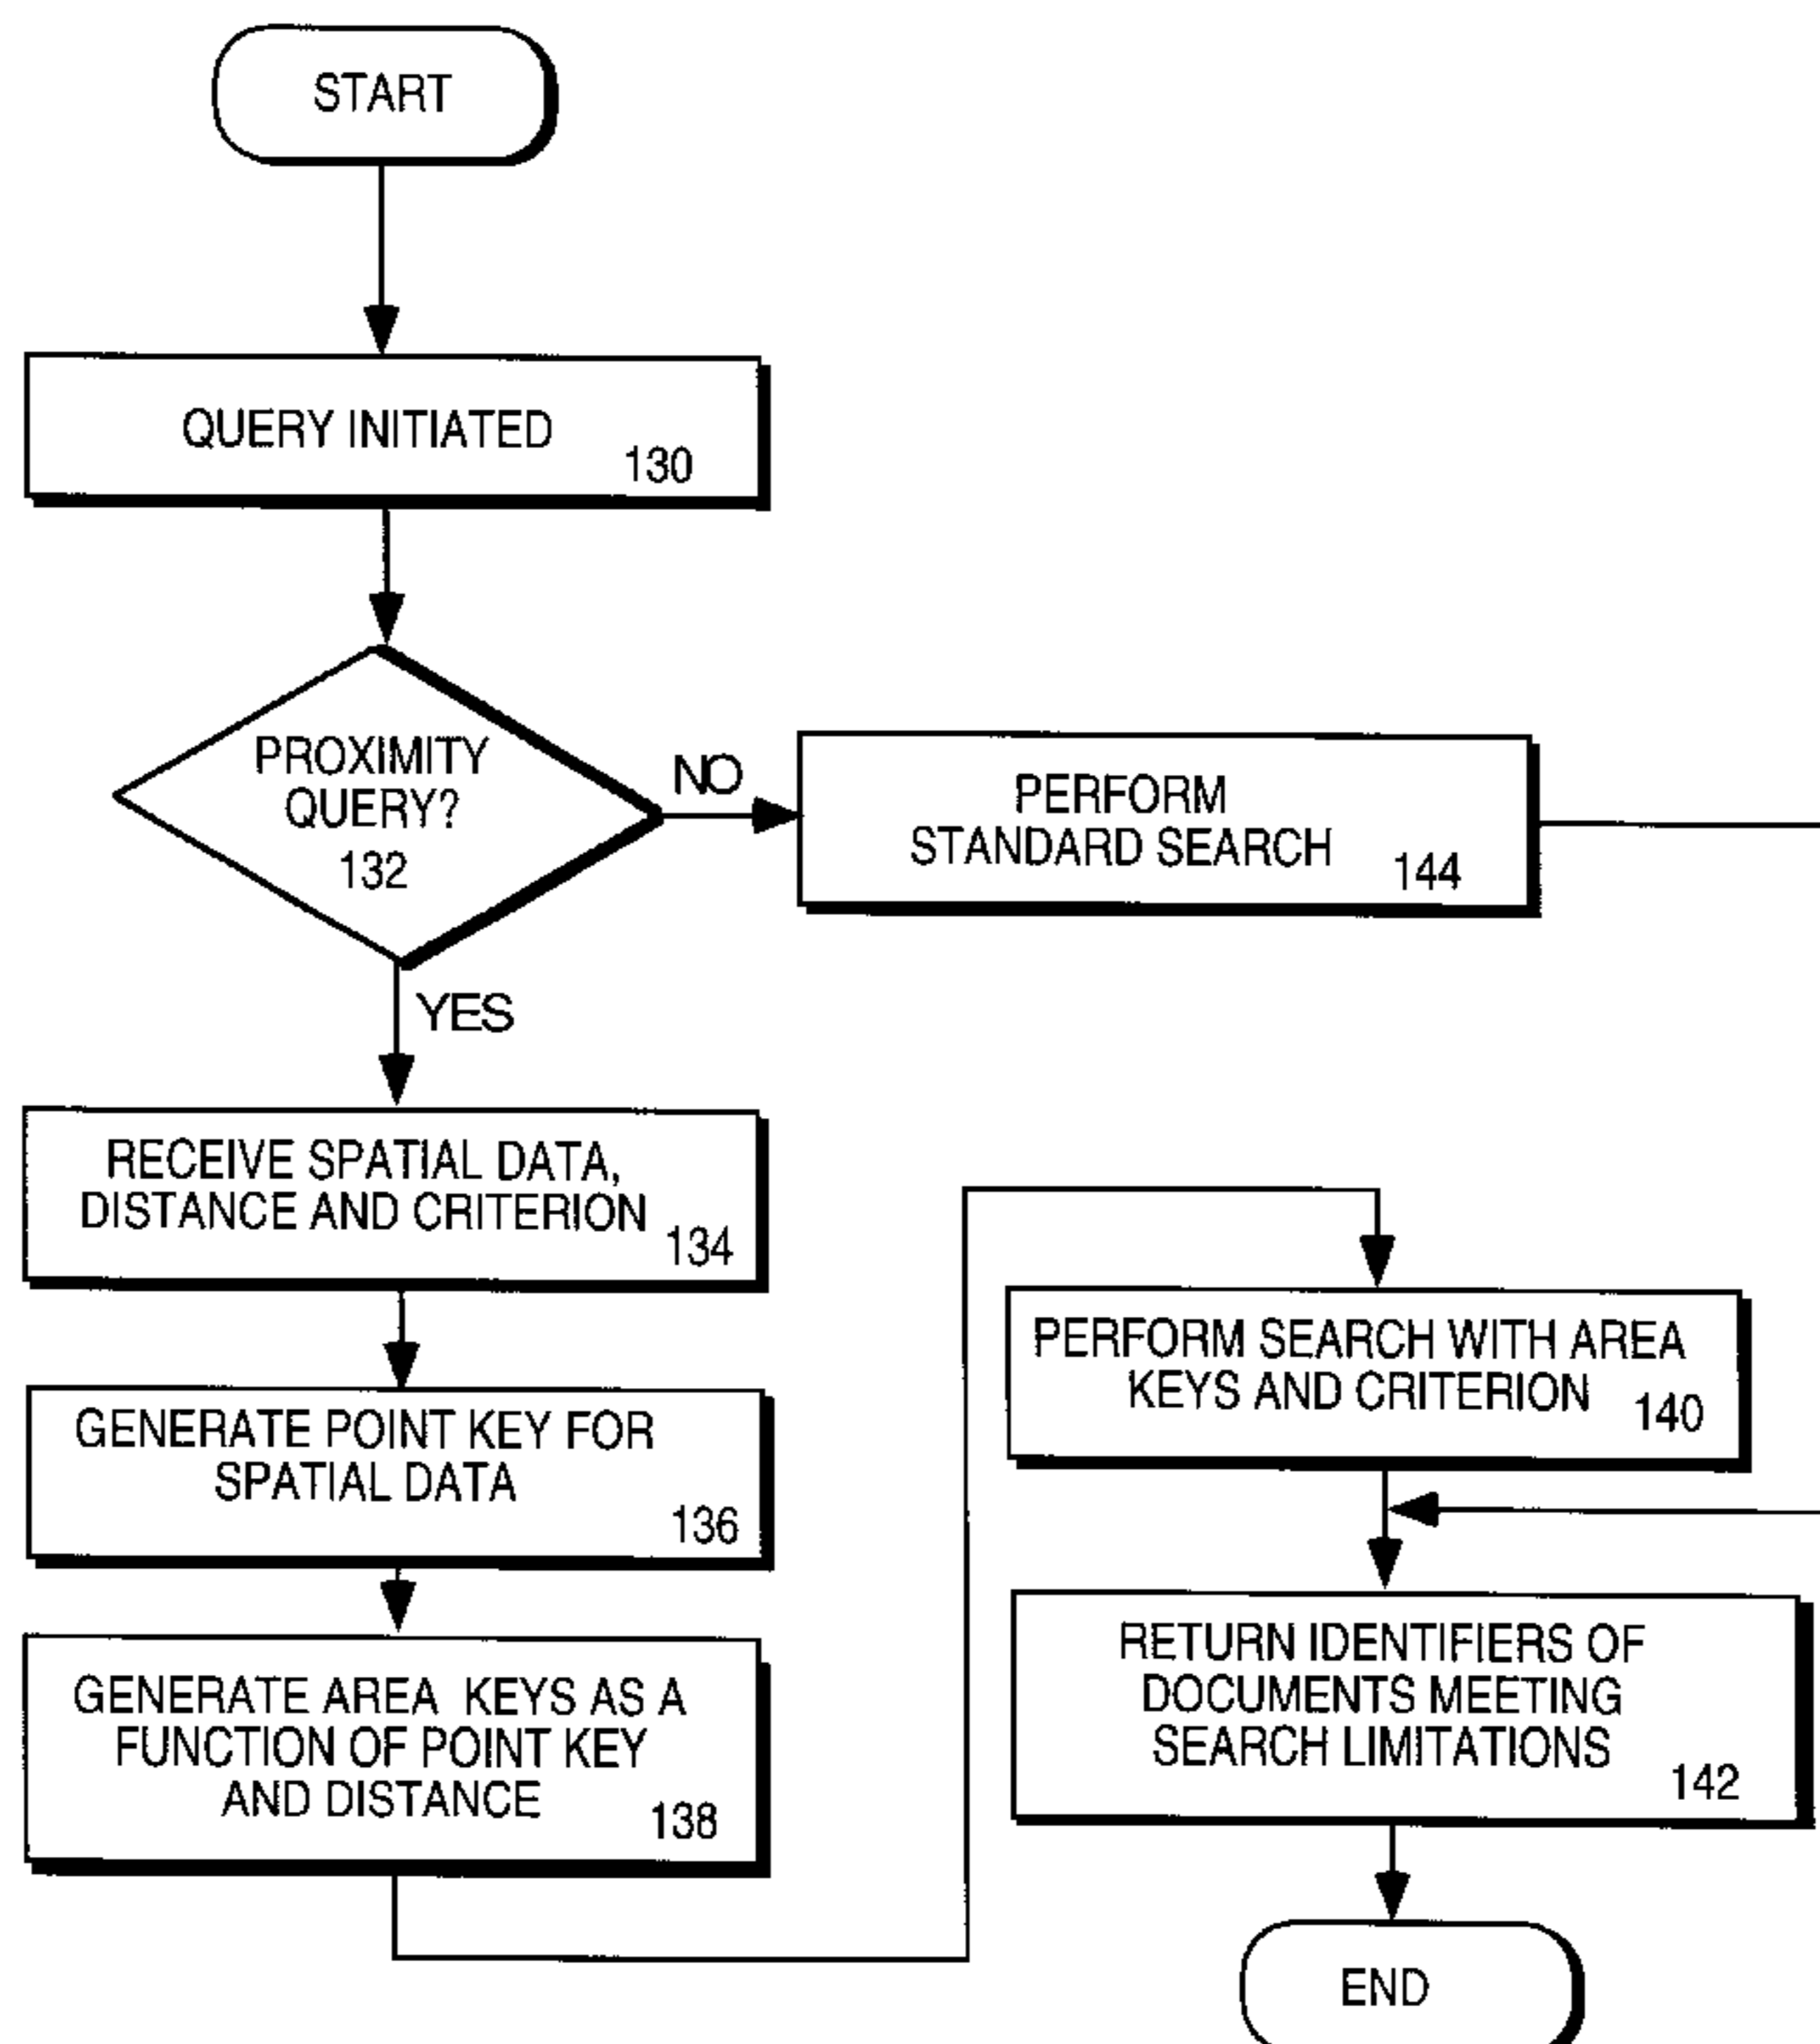 START
QUERY INITIATED
130
PROXIMITY
QUERY?
132
NO
PERFORM
STANDARD SEARCH
144
YES
RECEIVE SPATIAL DATA,
DISTANCE AND CRITERION
134
GENERATE POINT KEY FOR
SPATIAL DATA
136
GENERATE AREA KEYS AS A
FUNCTION OF POINT KEY
AND DISTANCE
138
PERFORM SEARCH WITH AREA
KEYS AND CRITERION
140
RETURN IDENTIFIERS OF
DOCUMENTS MEETING
SEARCH LIMITATIONS
142
END